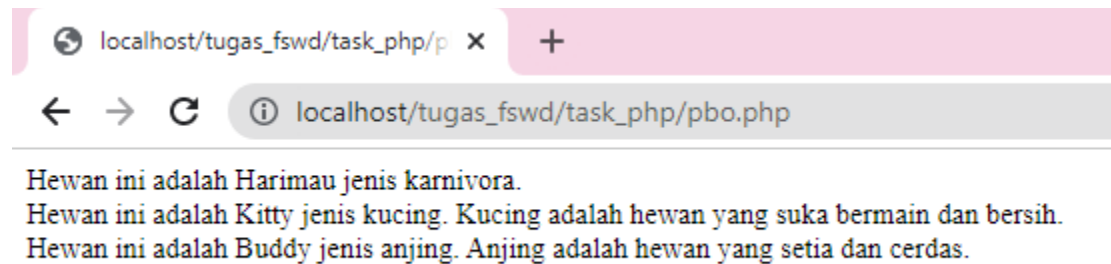 localhost/tugas_fswd/task_php/p
localhost/tugas_fswd/task_php/pbo.php
Hewan ini adalah Harimau jenis karnivora.
Hewan ini adalah Kitty jenis kucing. Kucing adalah hewan yang suka bermain dan bersih.
Hewan ini adalah Buddy jenis anjing. Anjing adalah hewan yang setia dan cerdas.